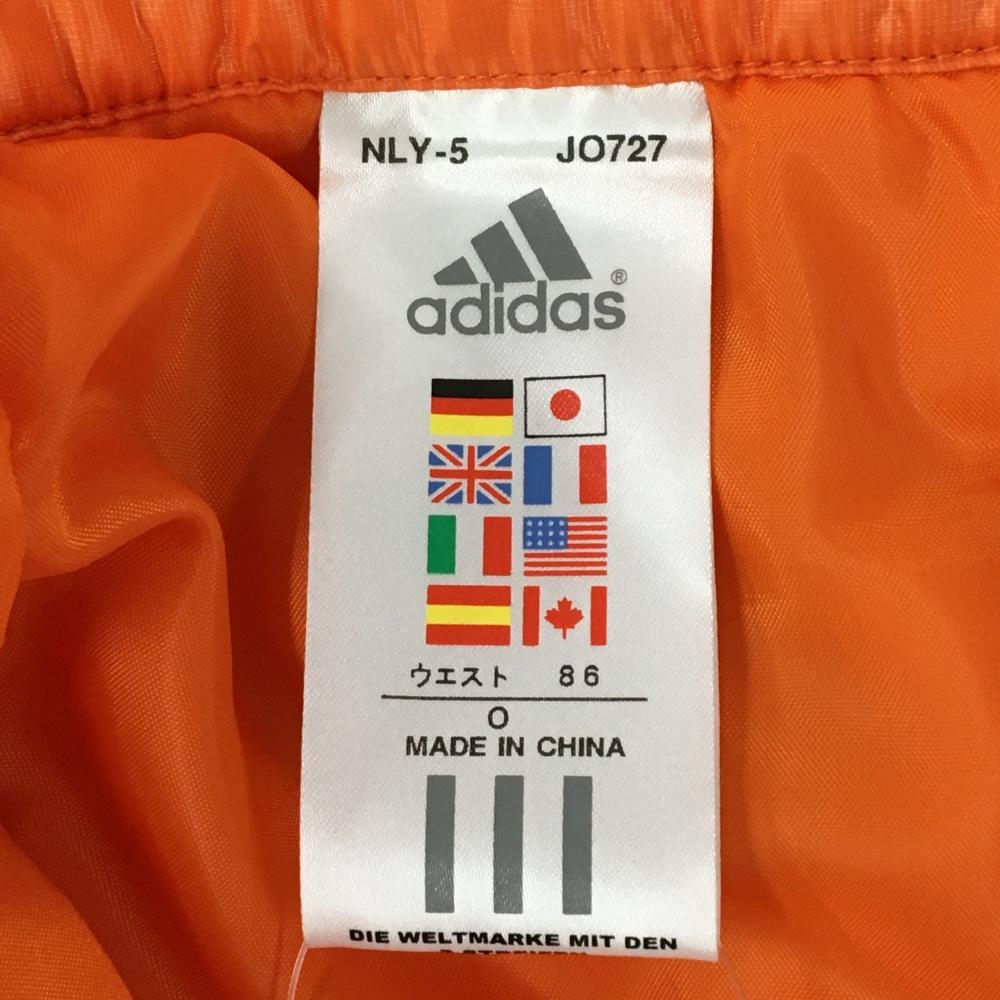 NLY-5 JO727
adidas®
ウエスト 86
O
MADE IN CHINA
DIE WELTMARKE MIT DEN